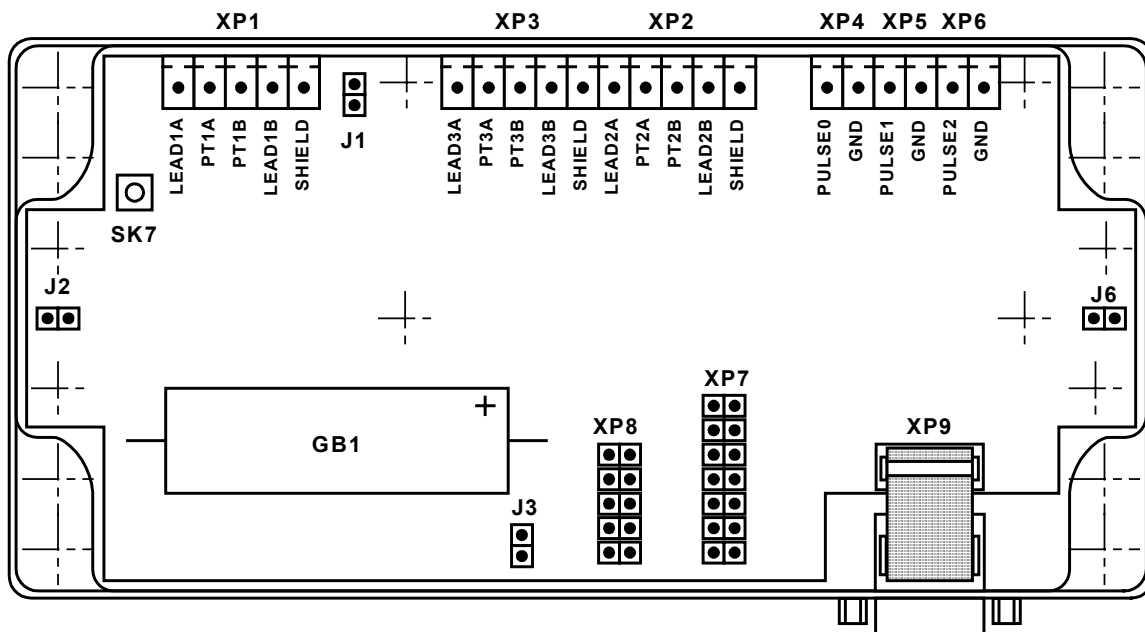 XP1
XP3
XP2
XP4
XP5
XP6
LEAD1A
PT1A
PT1B
LEAD1B
SHIELD
J1
LEAD3A
PT3A
PT3B
LEAD3B
SHIELD
LEAD2A
PT2A
PT2B
LEAD2B
SHIELD
PULSE0
GND
PULSE1
GND
PULSE2
GND
SK7
J2
J6
GB1
+
XP8
XP7
XP9
J3